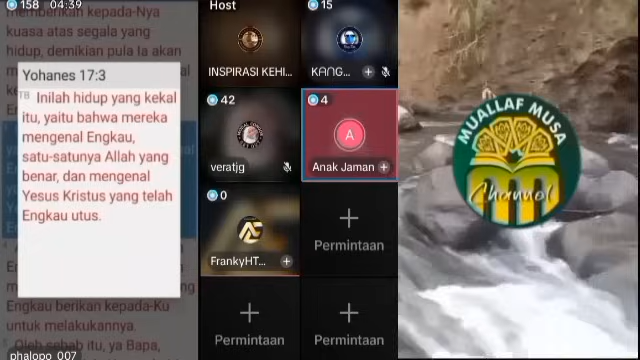 158 04:39
memberikan kepada-Nya
kuasa atas segala yang
hidup, demikian pula Ia akan
Yohanes 17:3
TB Inilah hidup yang kekal
itu, yaitu bahwa mereka
mengenal Engkau,
satu-satunya Allah yang
benar, dan mengenal
Yesus Kristus yang telah
Engkau utus.
Engkau berikan kepada-Ku
untuk melakukannya.
Oleh sebab itu, ya Bapa,
phalopo_007
Host
INSPIRASI KEHI...
15
KANG...
42
veratjg
4
A
Anak Jaman
0
FrankyHT...
Permintaan
Permintaan
Permintaan
MUALLAF MUSA
Channel